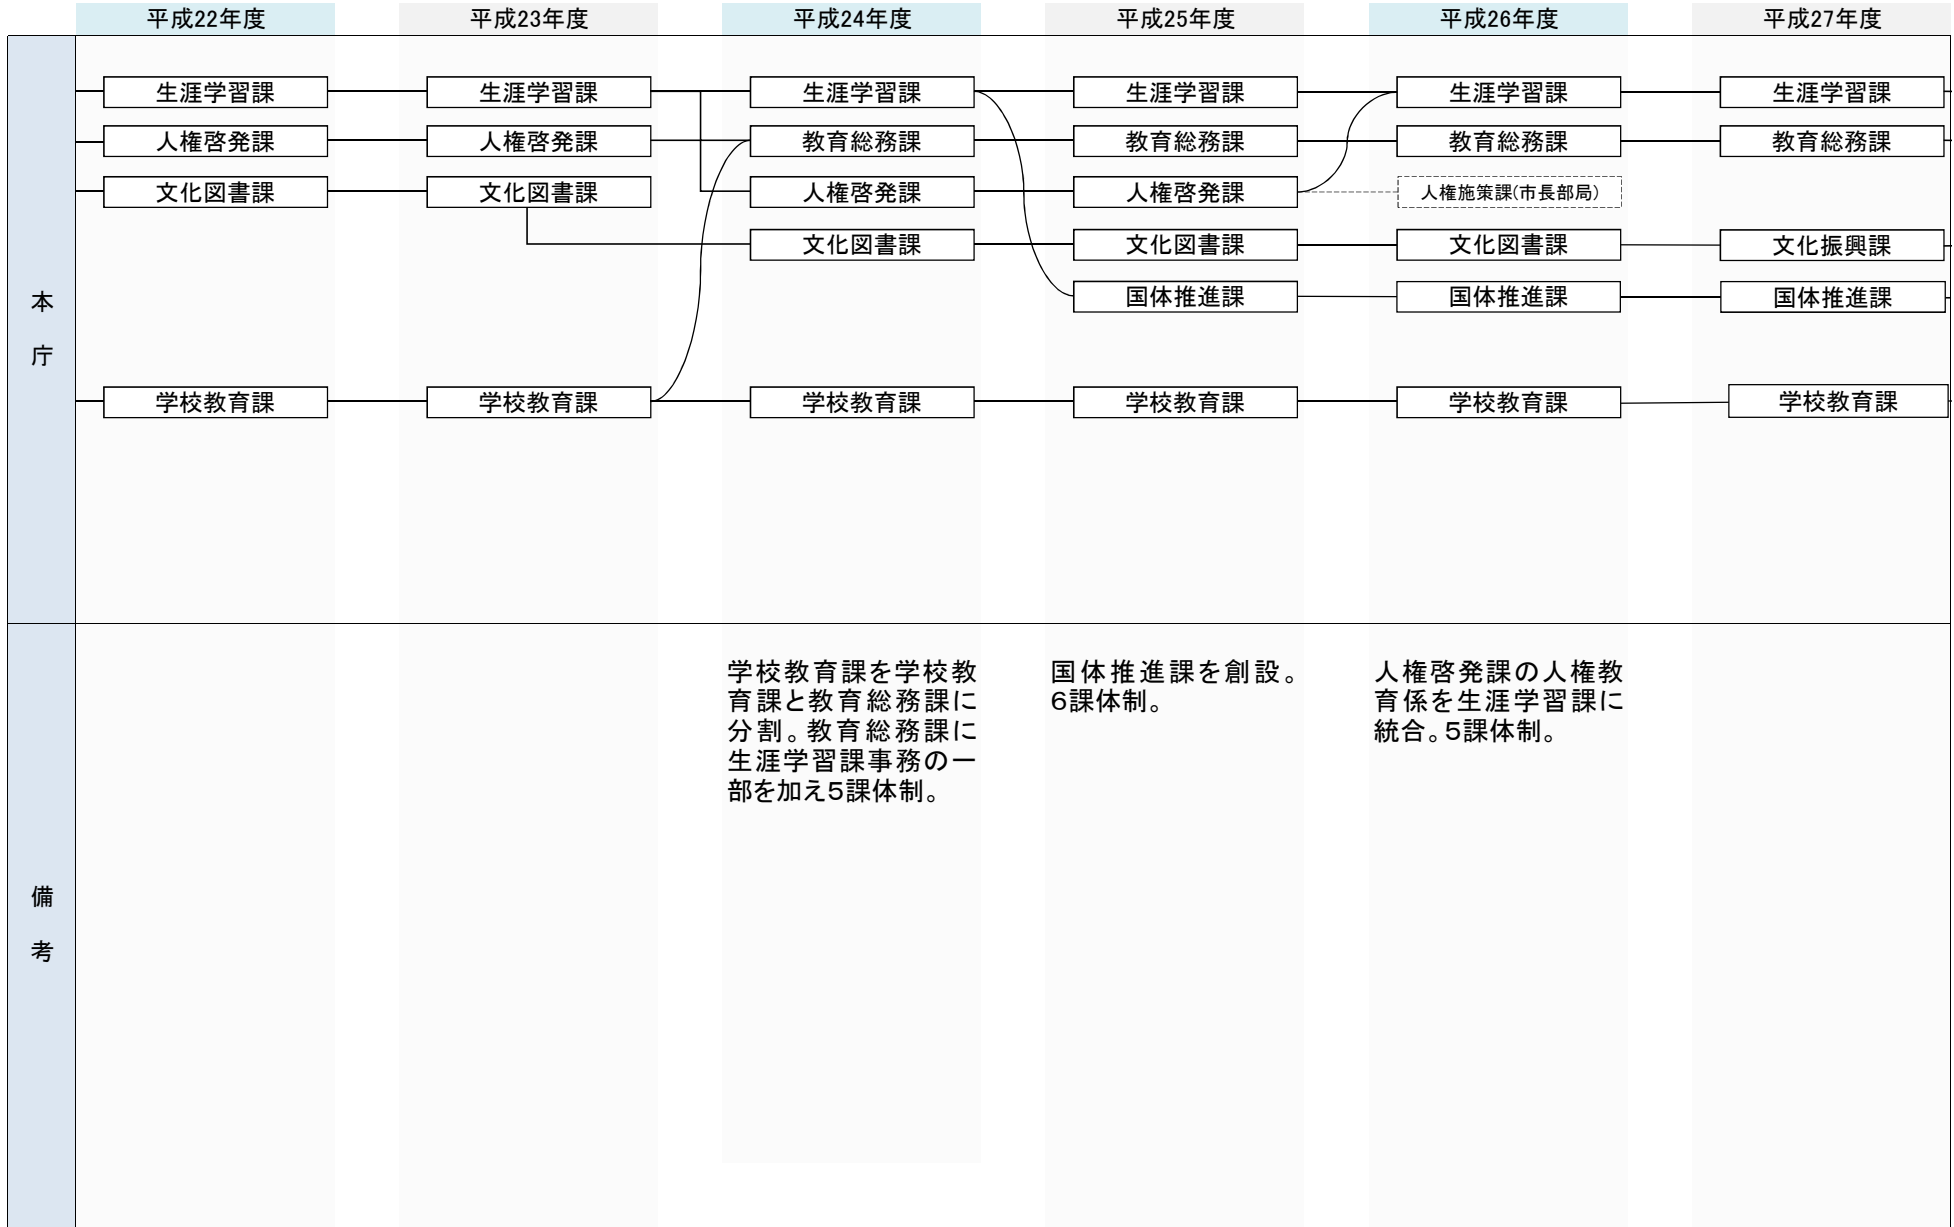 平成22年度 平成23年度 平成24年度 平成25年度 平成26年度 平成27年度
生涯学習課 生涯学習課 生涯学習課 生涯学習課 生涯学習課 生涯学習課
人権啓発課 人権啓発課 教育総務課 教育総務課 教育総務課 教育総務課
文化図書課 文化図書課 人権啓発課 人権啓発課 人権施策課(市長部局)
文化図書課 文化図書課 文化図書課 文化振興課
国体推進課 国体推進課 国体推進課
本
庁
学校教育課 学校教育課 学校教育課 学校教育課 学校教育課 学校教育課
備
考
学校教育課を学校教
育課と教育総務課に
分割。教育総務課に
生涯学習課事務の一
部を加え5課体制。
国体推進課を創設。
6課体制。
人権啓発課の人権教
育係を生涯学習課に
統合。5課体制。